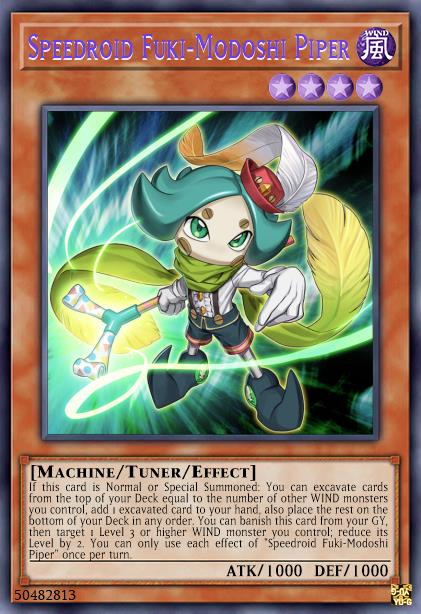 Speedroid Fuki-Modoshi Piper
WIND
風
[Machine/Tuner/Effect]
If this card is Normal or Special Summoned: You can excavate cards
from the top of your Deck equal to the number of other WIND monsters
you control, add 1 excavated card to your hand, also place the rest on the
bottom of your Deck in any order. You can banish this card from your GY,
then target 1 Level 3 or higher WIND monster you control; reduce its
Level by 2. You can only use each effect of "Speedroid Fuki-Modoshi
Piper" once per turn.
ATK/1000 DEF/1000
50482813